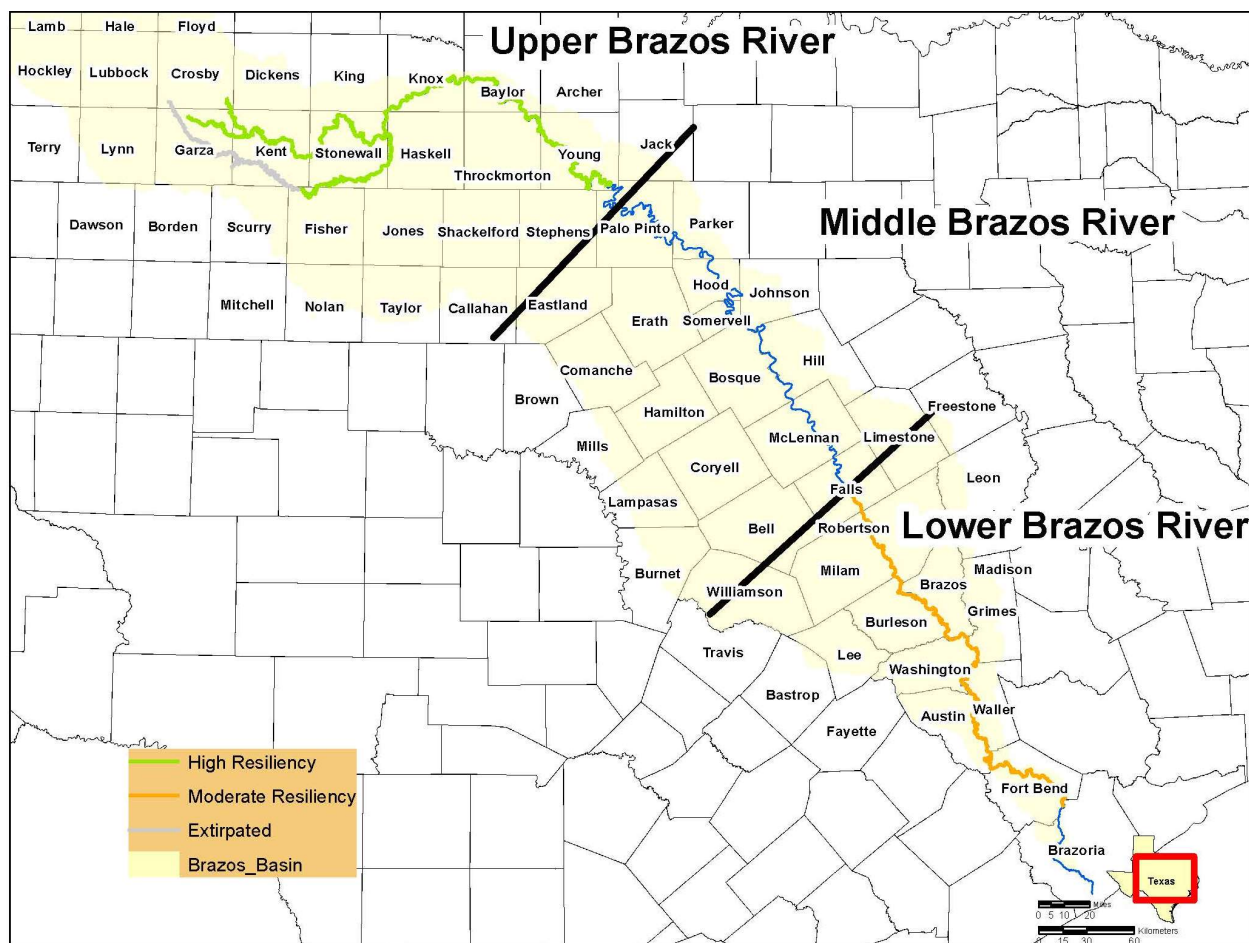 Upper Brazos River
Lamb Hale Floyd
Hockley Lubbock Crosby Dickens King Knox Baylor Archer
Terry Lynn Garza Kent Stonewall Haskell Throckmorton Young Jack
Dawson Borden Scurry Fisher Jones Shackelford Stephens Palo Pinto Parker
Middle Brazos River
Mitchell Nolan Taylor Callahan Eastland Hood Johnson
Erath Somervell
Comanche Bosque Hill
Brown Hamilton Freestone
Mills McLennan Limestone
Coryell Leon
Lampasas Falls
Bell Robertson Lower Brazos River
Burnet Williamson Milam Brazos Madison
Burleson Grimes
Travis Lee Washington
Bastrop Austin Waller
Fayette
High Resiliency
Moderate Resiliency
Extirpated
Brazos_Basin
Fort Bend
Brazoria
Texas
Miles
0 5 10 20
Kilometers
0 15 30 60